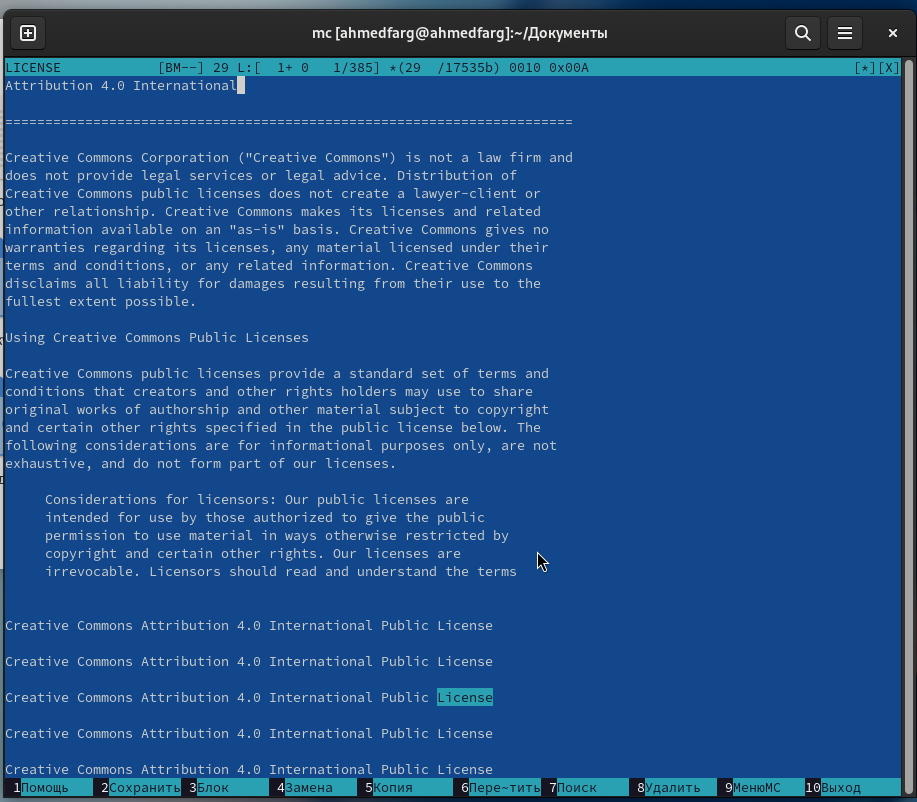 mc [ahmedfarg@ahmedfarg]:~/Документы
LICENSE [BM--] 29 L:[ 1+ 0 1/385] *(29 /17535b) 0010 0x00A [*][X]
Attribution 4.0 International
=======================================================================
Creative Commons Corporation ("Creative Commons") is not a law firm and
does not provide legal services or legal advice. Distribution of
Creative Commons public licenses does not create a lawyer-client or
other relationship. Creative Commons makes its licenses and related
information available on an "as-is" basis. Creative Commons gives no
warranties regarding its licenses, any material licensed under their
terms and conditions, or any related information. Creative Commons
disclaims all liability for damages resulting from their use to the
fullest extent possible.
Using Creative Commons Public Licenses
Creative Commons public licenses provide a standard set of terms and
conditions that creators and other rights holders may use to share
original works of authorship and other material subject to copyright
and certain other rights specified in the public license below. The
following considerations are for informational purposes only, are not
exhaustive, and do not form part of our licenses.
Considerations for licensors: Our public licenses are
intended for use by those authorized to give the public
permission to use material in ways otherwise restricted by
copyright and certain other rights. Our licenses are
irrevocable. Licensors should read and understand the terms
Creative Commons Attribution 4.0 International Public License
Creative Commons Attribution 4.0 International Public License
Creative Commons Attribution 4.0 International Public License
Creative Commons Attribution 4.0 International Public License
Creative Commons Attribution 4.0 International Public License
1Помощь 2Сохранить 3Блок 4Замена 5Копия 6Пере~тить 7Поиск 8Удалить 9МенюMC 10Выход